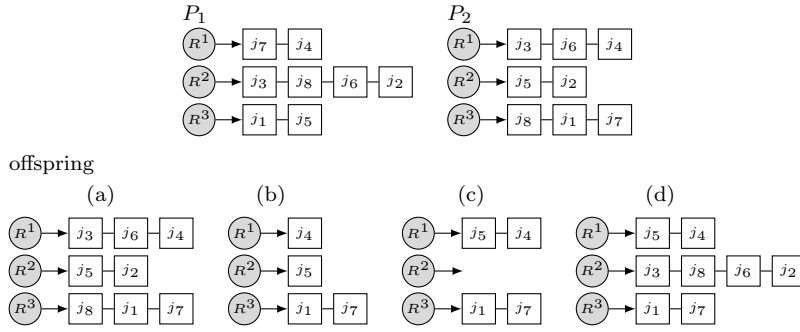 P₁ P₂
R¹ j₇ j₄ R¹ j₃ j₆ j₄
R² j₃ j₈ j₆ j₂ R² j₅ j₂
R³ j₁ j₅ R³ j₈ j₁ j₇
offspring
(a) (b) (c) (d)
R¹ j₃ j₆ j₄ R¹ j₄ R¹ j₅ j₄ R¹ j₅ j₄
R² j₅ j₂ R² j₅ R² R² j₃ j₈ j₆ j₂
R³ j₈ j₁ j₇ R³ j₁ j₇ R³ j₁ j₇ R³ j₁ j₇